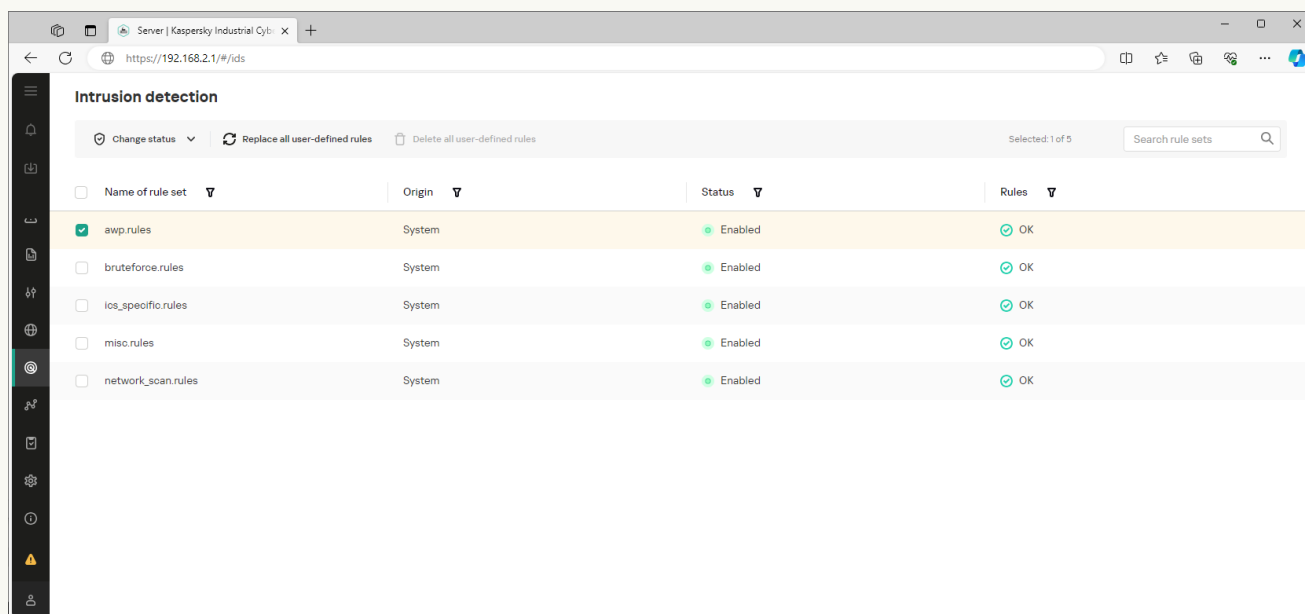 Server | Kaspersky Industrial Cyb
https://192.168.2.1/#/ids
Intrusion detection
Change status Replace all user-defined rules Delete all user-defined rules Selected: 1 of 5 Search rule sets
Name of rule set Origin Status Rules
awp.rules System Enabled OK
bruteforce.rules System Enabled OK
ios_specific.rules System Enabled OK
misc.rules System Enabled OK
network_scan.rules System Enabled OK